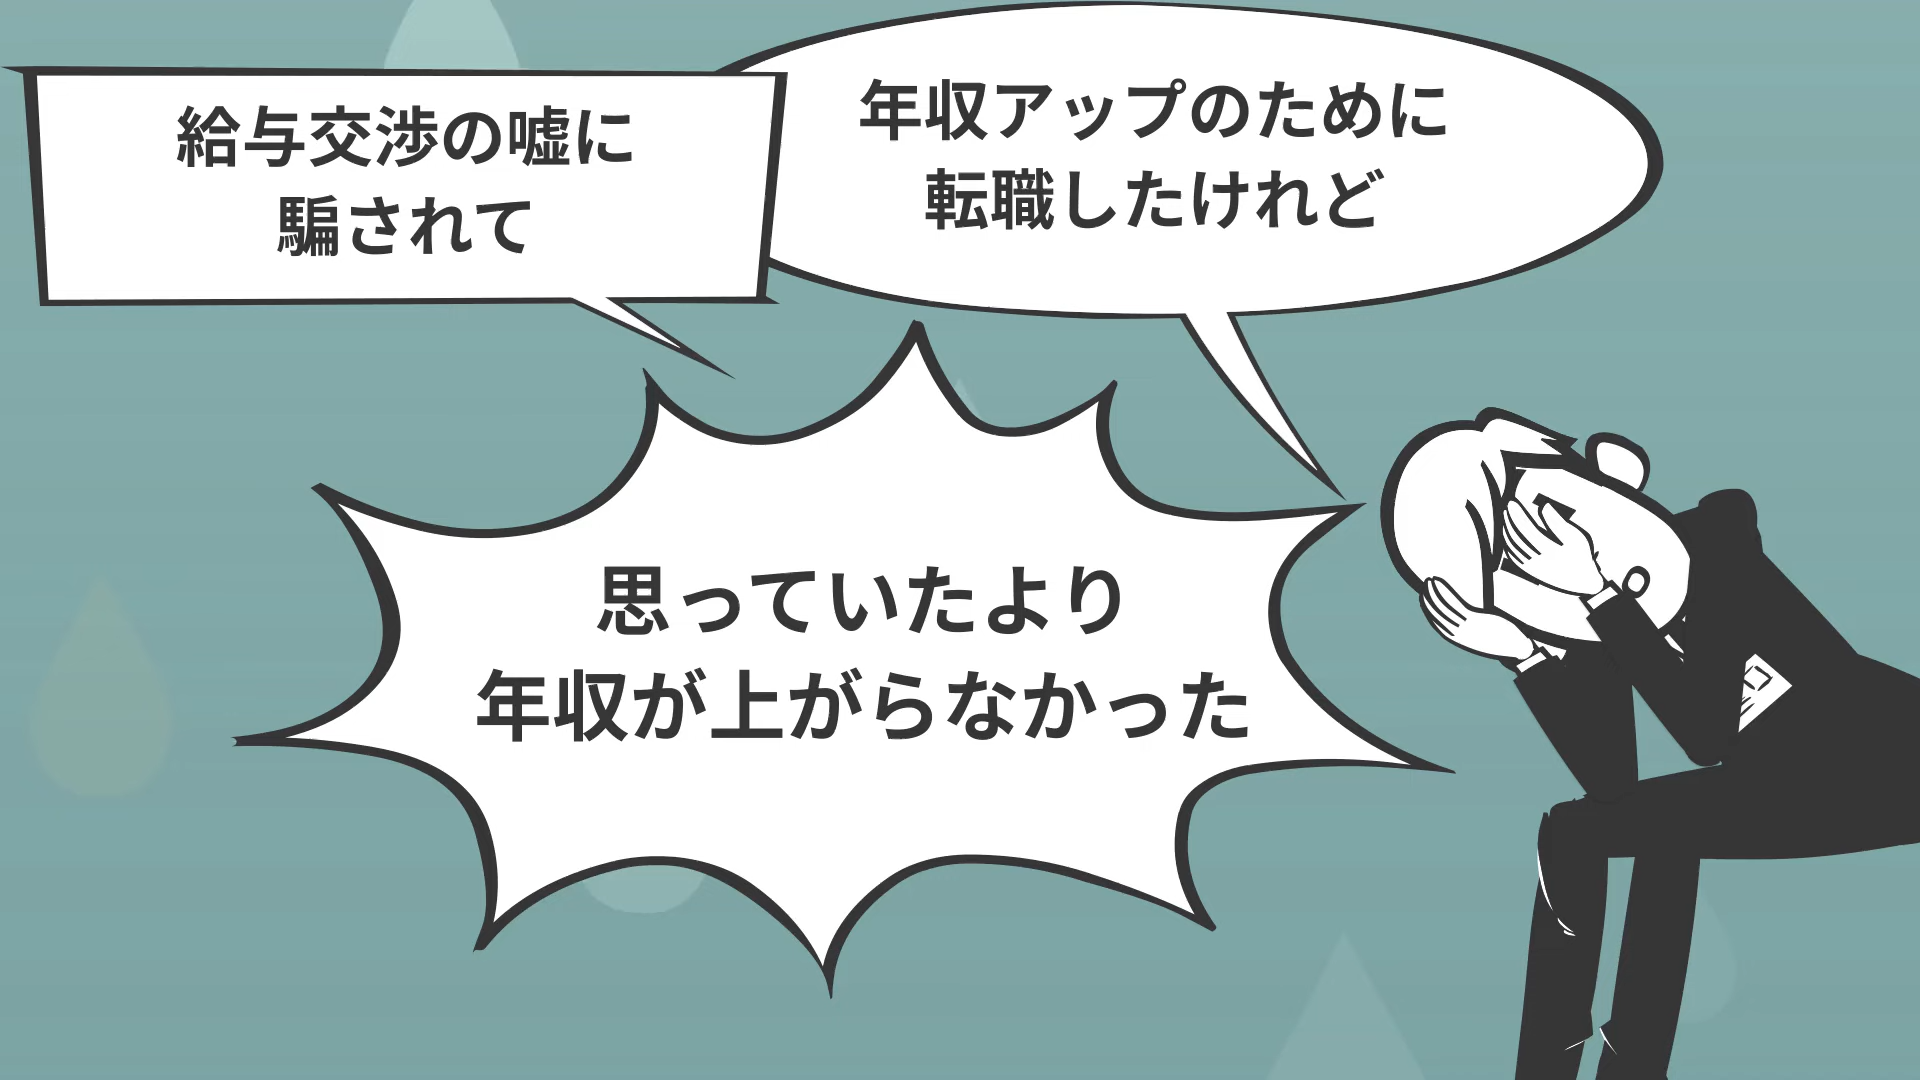 年収アップのために
転職したけれど
給与交渉の嘘に
騙されて
思っていたより
年収が上がらなかった